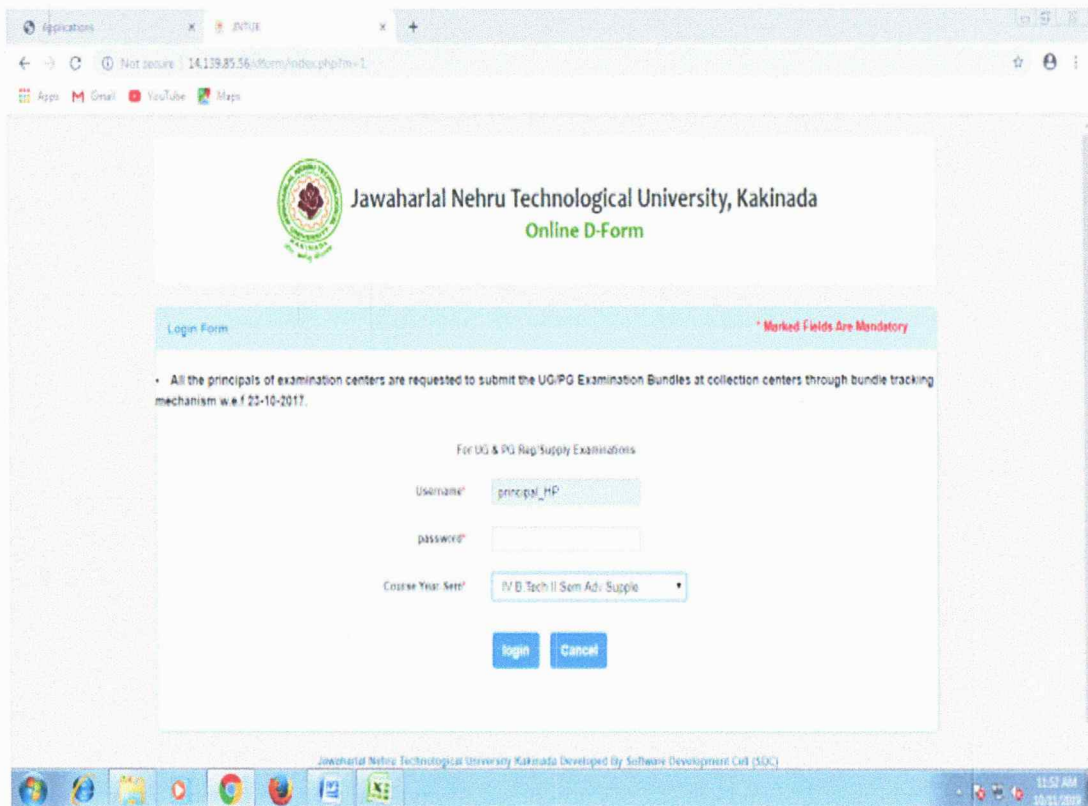 Applications
JNTUK
Not secure | 14.139.85.56/dform/index.php?m=1
Apps Gmail YouTube Maps
Jawaharlal Nehru Technological University, Kakinada
Online D-Form
Login Form
* Marked Fields Are Mandatory
• All the principals of examination centers are requested to submit the UG/PG Examination Bundles at collection centers through bundle tracking
mechanism w.e.f 23-10-2017.
For UG & PG Reg/Supply Examinations
Username* principal_HP
password*
Course Year-Sem* IV B.Tech II Sem Adv Supple
login Cancel
Jawaharlal Nehru Technological University Kakinada Developed By Software Development Cell (SDC)
11:57 AM